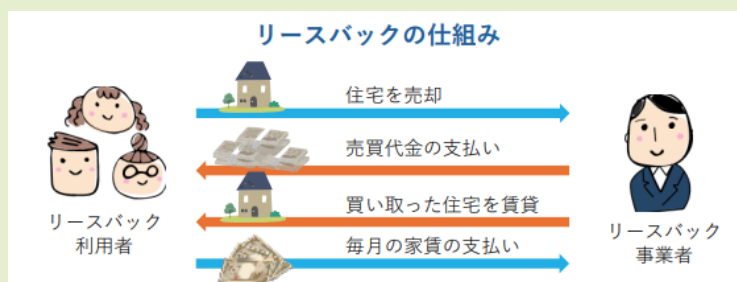 リースバックの仕組み
住宅を売却
売買代金の支払い
買い取った住宅を賃貸
毎月の家賃の支払い
リースバック
利用者
リースバック
事業者